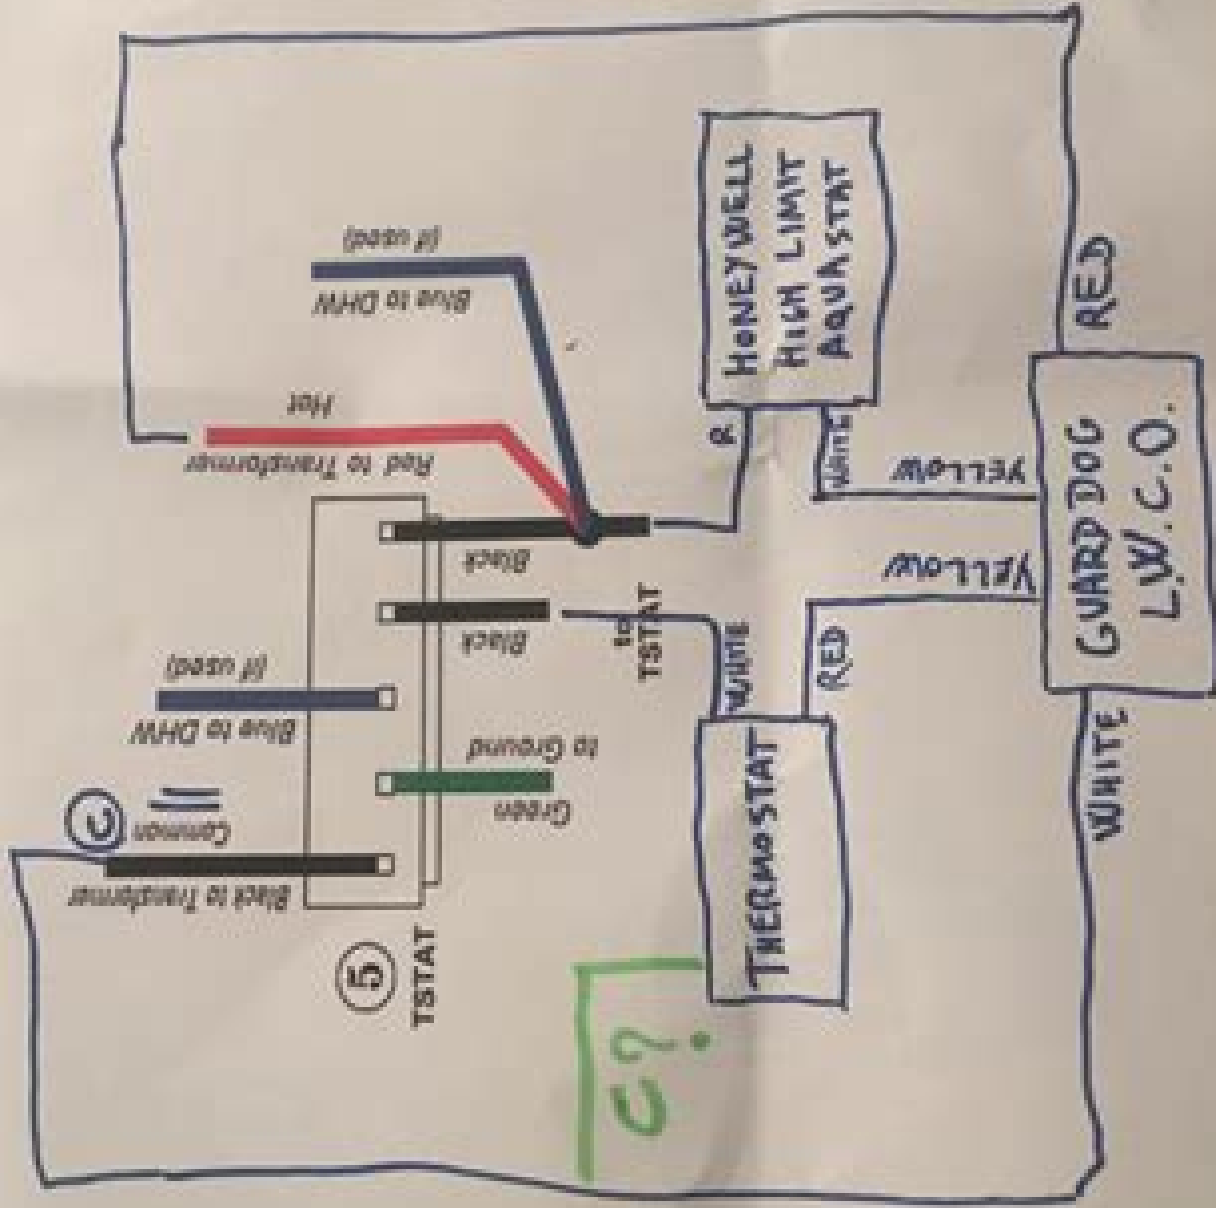 (if used)
Blue to DHW
Hot
Red to Transformer
Black
Black
to
TSTAT
(if used)
Blue to DHW
to Ground
Green
C
Common
Black to Transformer
5
TSTAT
HONEYWELL
HIGH LIMIT
AQUASTAT
R
WHITE
YELLOW
YELLOW
RED
GUARD DOG
L.W.C.O.
WHITE
RED
WHITE
THERMOSTAT
C?